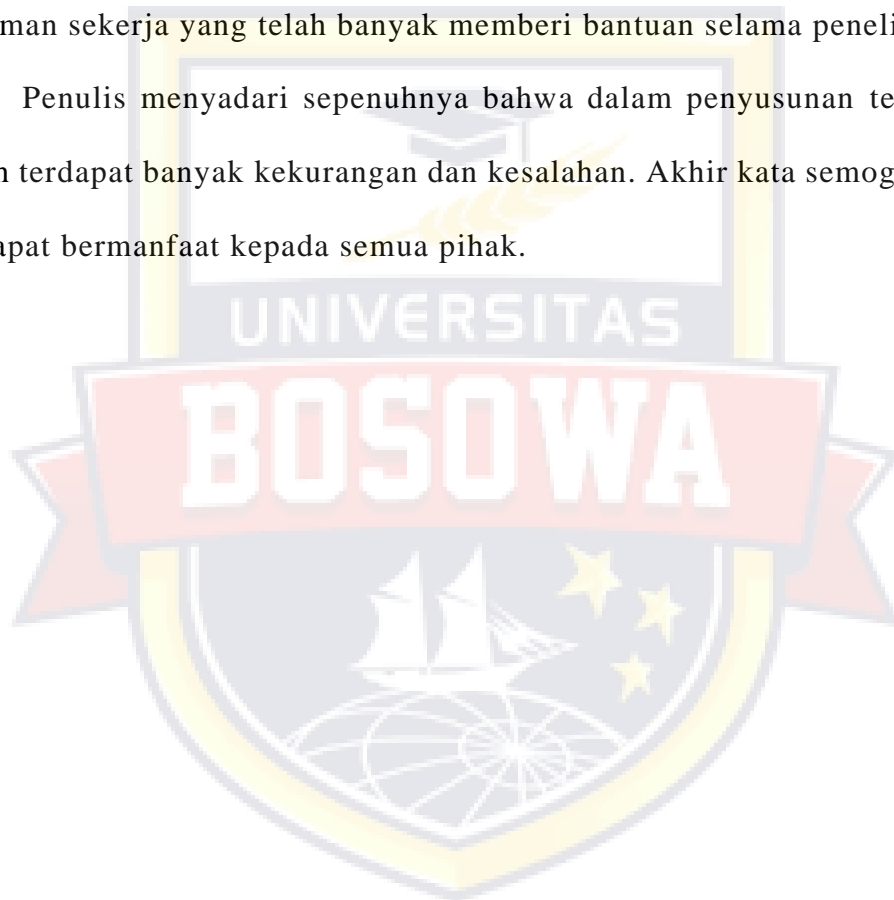 man sekerja yang telah banyak memberi bantuan selama peneli
Penulis menyadari sepenuhnya bahwa dalam penyusunan te
n terdapat banyak kekurangan dan kesalahan. Akhir kata semog
apat bermanfaat kepada semua pihak.
UNIVERSITAS
BOSOWA